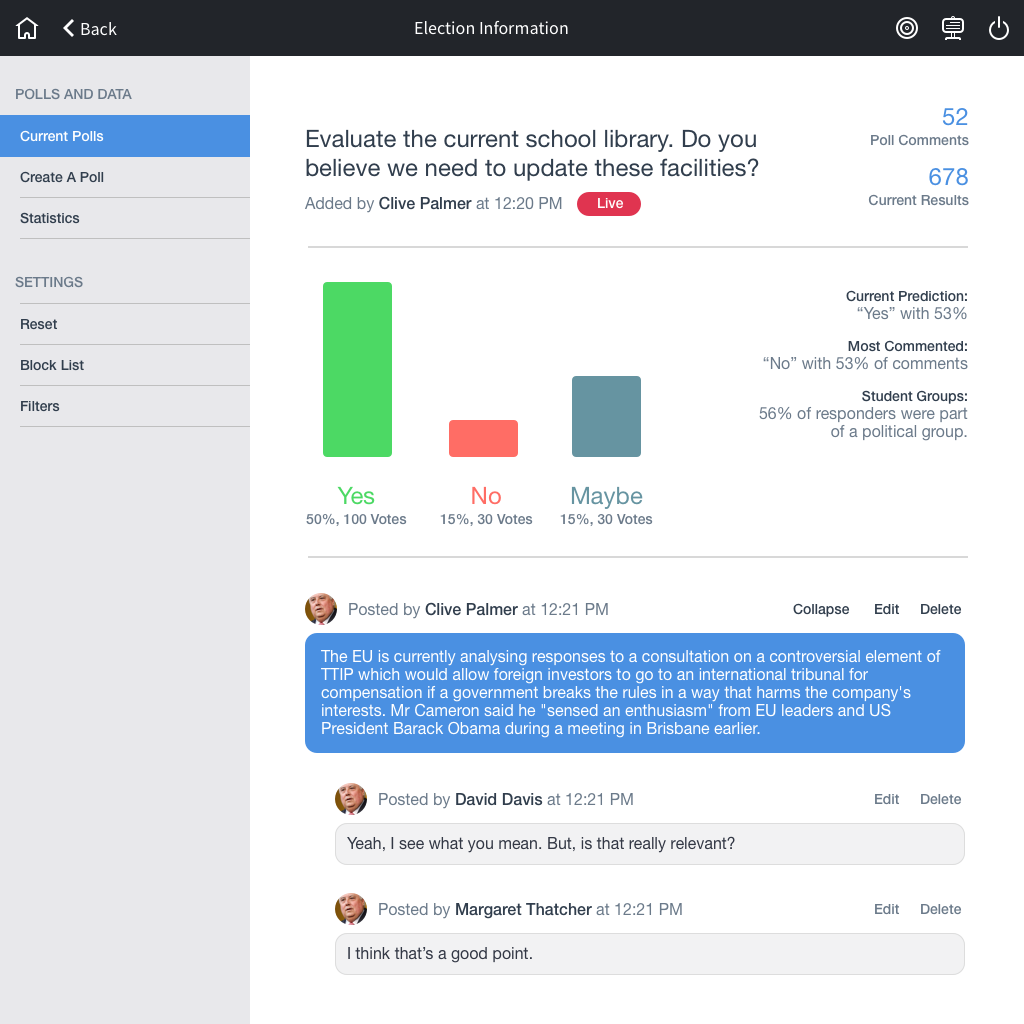 Back
Election Information
POLLS AND DATA
Current Polls
Create A Poll
Statistics
SETTINGS
Reset
Block List
Filters
Evaluate the current school library. Do you
believe we need to update these facilities?
Added by Clive Palmer at 12:20 PM
Live
52
Poll Comments
678
Current Results
Current Prediction:
“Yes” with 53%
Most Commented:
“No” with 53% of comments
Student Groups:
56% of responders were part
of a political group.
Yes
50%, 100 Votes
No
15%, 30 Votes
Maybe
15%, 30 Votes
Posted by Clive Palmer at 12:21 PM
Collapse
Edit
Delete
The EU is currently analysing responses to a consultation on a controversial element of
TTIP which would allow foreign investors to go to an international tribunal for
compensation if a government breaks the rules in a way that harms the company's
interests. Mr Cameron said he "sensed an enthusiasm" from EU leaders and US
President Barack Obama during a meeting in Brisbane earlier.
Posted by David Davis at 12:21 PM
Edit
Delete
Yeah, I see what you mean. But, is that really relevant?
Posted by Margaret Thatcher at 12:21 PM
Edit
Delete
I think that’s a good point.